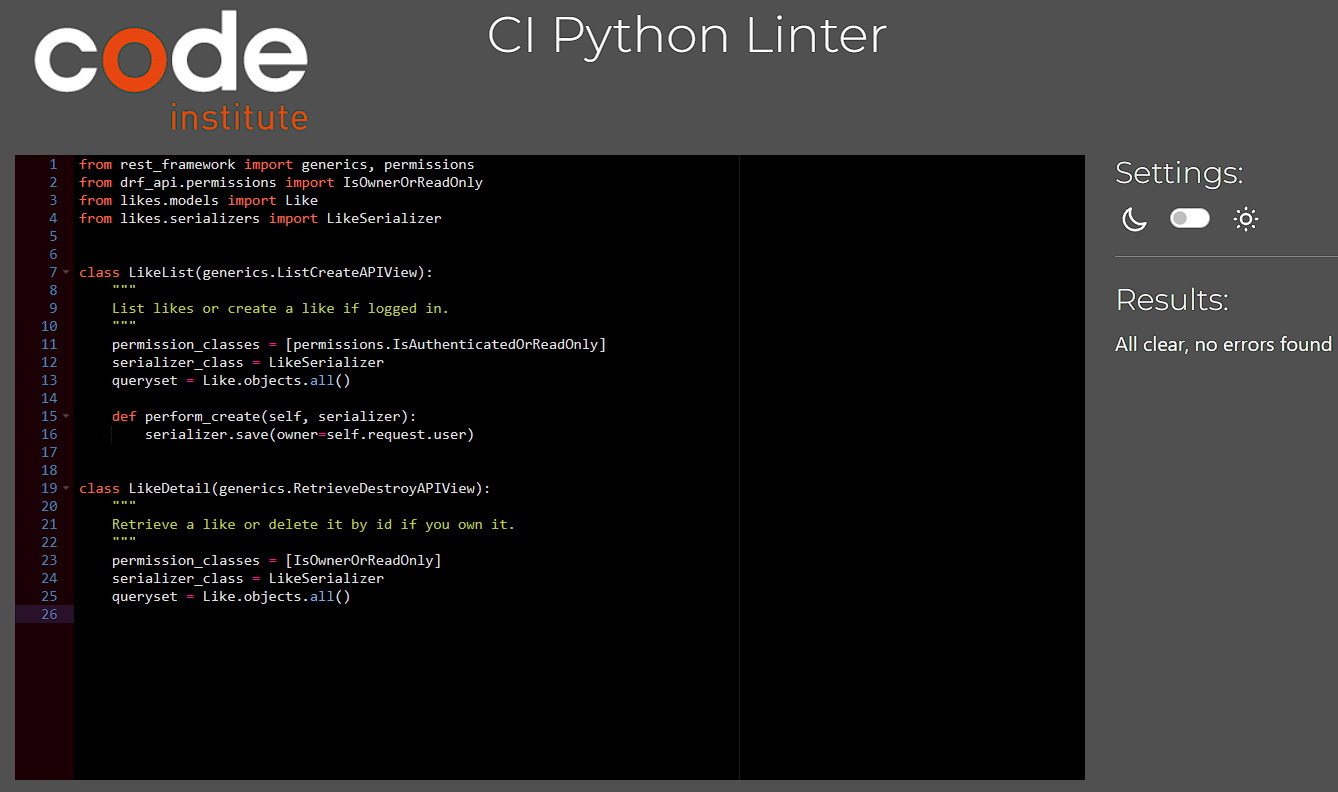 code
institute
CI Python Linter
1 from rest_framework import generics, permissions
2 from drf_api.permissions import IsOwnerOrReadOnly
3 from likes.models import Like
4 from likes.serializers import LikeSerializer
5
6
7 class LikeList(generics.ListCreateAPIView):
8     """
9     List likes or create a like if logged in.
10     """
11     permission_classes = [permissions.IsAuthenticatedOrReadOnly]
12     serializer_class = LikeSerializer
13     queryset = Like.objects.all()
14
15     def perform_create(self, serializer):
16         serializer.save(owner=self.request.user)
17
18
19 class LikeDetail(generics.RetrieveDestroyAPIView):
20     """
21     Retrieve a like or delete it by id if you own it.
22     """
23     permission_classes = [IsOwnerOrReadOnly]
24     serializer_class = LikeSerializer
25     queryset = Like.objects.all()
26
Settings:
Results:
All clear, no errors found